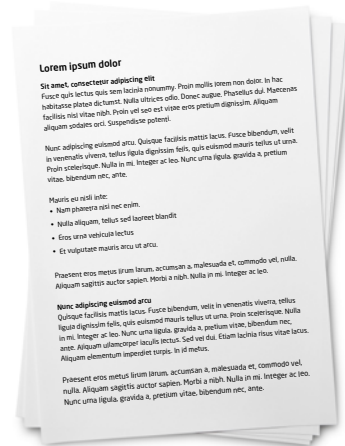 Lorem ipsum dolor
Sit amet, consectetur adipiscing elit
Fusce quis lectus quis sem lacinia nonummy. Proin mollis lorem non dolor. In hac
habitasse platea dictumst. Nulla ultrices odio. Donec augue. Phasellus dui. Maecenas
facilisis nisl vitae nibh. Proin vel seo est vitae eros pretium dignissim. Aliquam
aliquam sodales orci. Suspendisse potenti.
Nunc adipiscing euismod arcu. Quisque facilisis mattis lacus. Fusce bibendum, velit
in venenatis viverra, tellus ligula dignissim felis, quis euismod mauris tellus ut urna.
Proin scelerisque. Nulla in mi. Integer ac leo. Nunc urna ligula, gravida a, pretium
vitae, bibendum nec, ante.
Mauris eu nisli inte:
• Nam pharetra nisi nec enim.
• Nulla aliquam, tellus sed laoreet blandit
• Eros urna vehicula lectus
• Et vulputate mauris arcu ut arcu.
Praesent eros metus lirum larum, accumsan a, malesuada et, commodo vel, nulla.
Aliquam sagittis auctor sapien. Morbi a nibh. Nulla in mi. Integer ac leo.
Nunc adipiscing euismod arcu
Quisque facilisis mattis lacus. Fusce bibendum, velit in venenatis viverra, tellus
ligula dignissim felis, quis euismod mauris tellus ut urna. Proin scelerisque. Nulla
in mi. Integer ac leo. Nunc urna ligula, gravida a, pretium vitae, bibendum nec,
ante. Aliquam ullamcorper iaculis lectus. Sed vel dui. Etiam lacinia risus vitae lacus.
Aliquam elementum imperdiet turpis. In id metus.
Praesent eros metus lirum larum, accumsan a, malesuada et, commodo vel,
nulla. Aliquam sagittis auctor sapien. Morbi a nibh. Nulla in mi. Integer ac leo.
Nunc urna ligula, gravida a, pretium vitae, bibendum nec, ante.